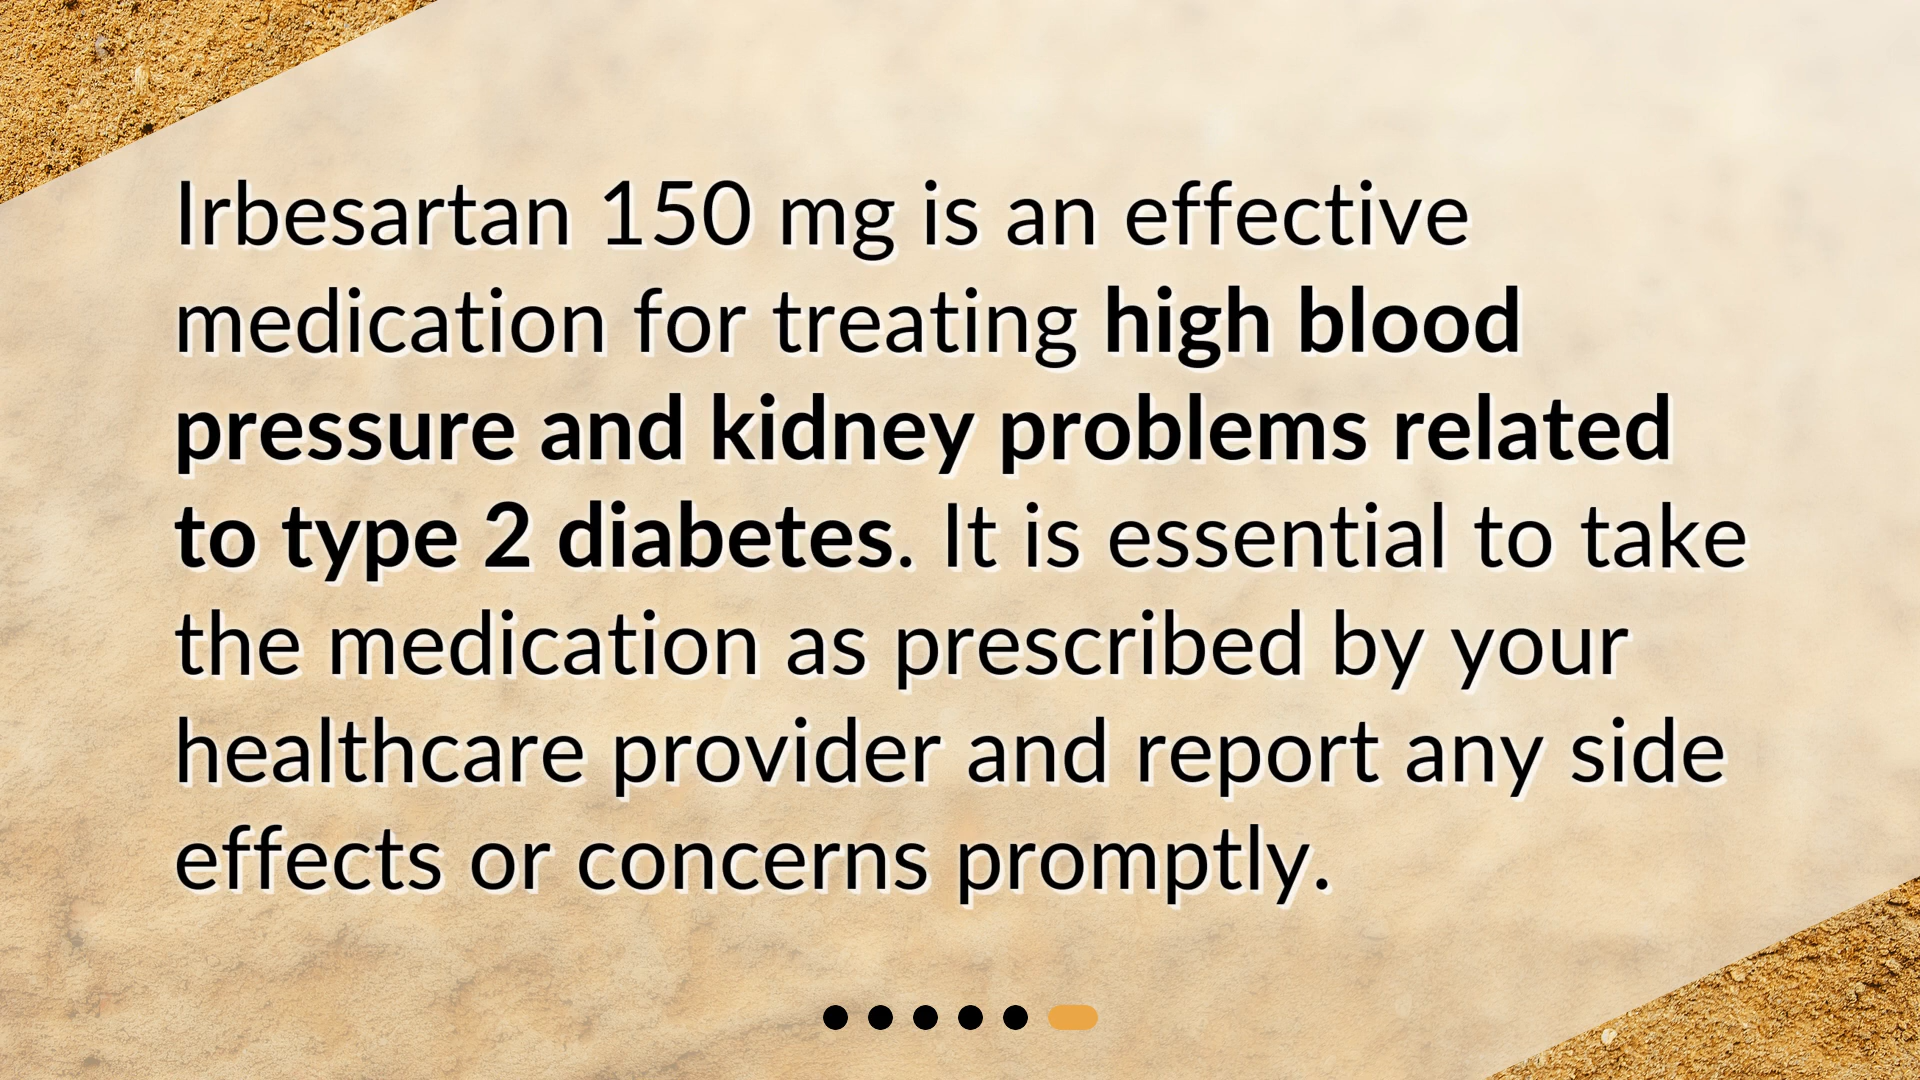 Irbesartan 150 mg is an effective
medication for treating high blood
pressure and kidney problems related
to type 2 diabetes. It is essential to take
the medication as prescribed by your
healthcare provider and report any side
effects or concerns promptly.